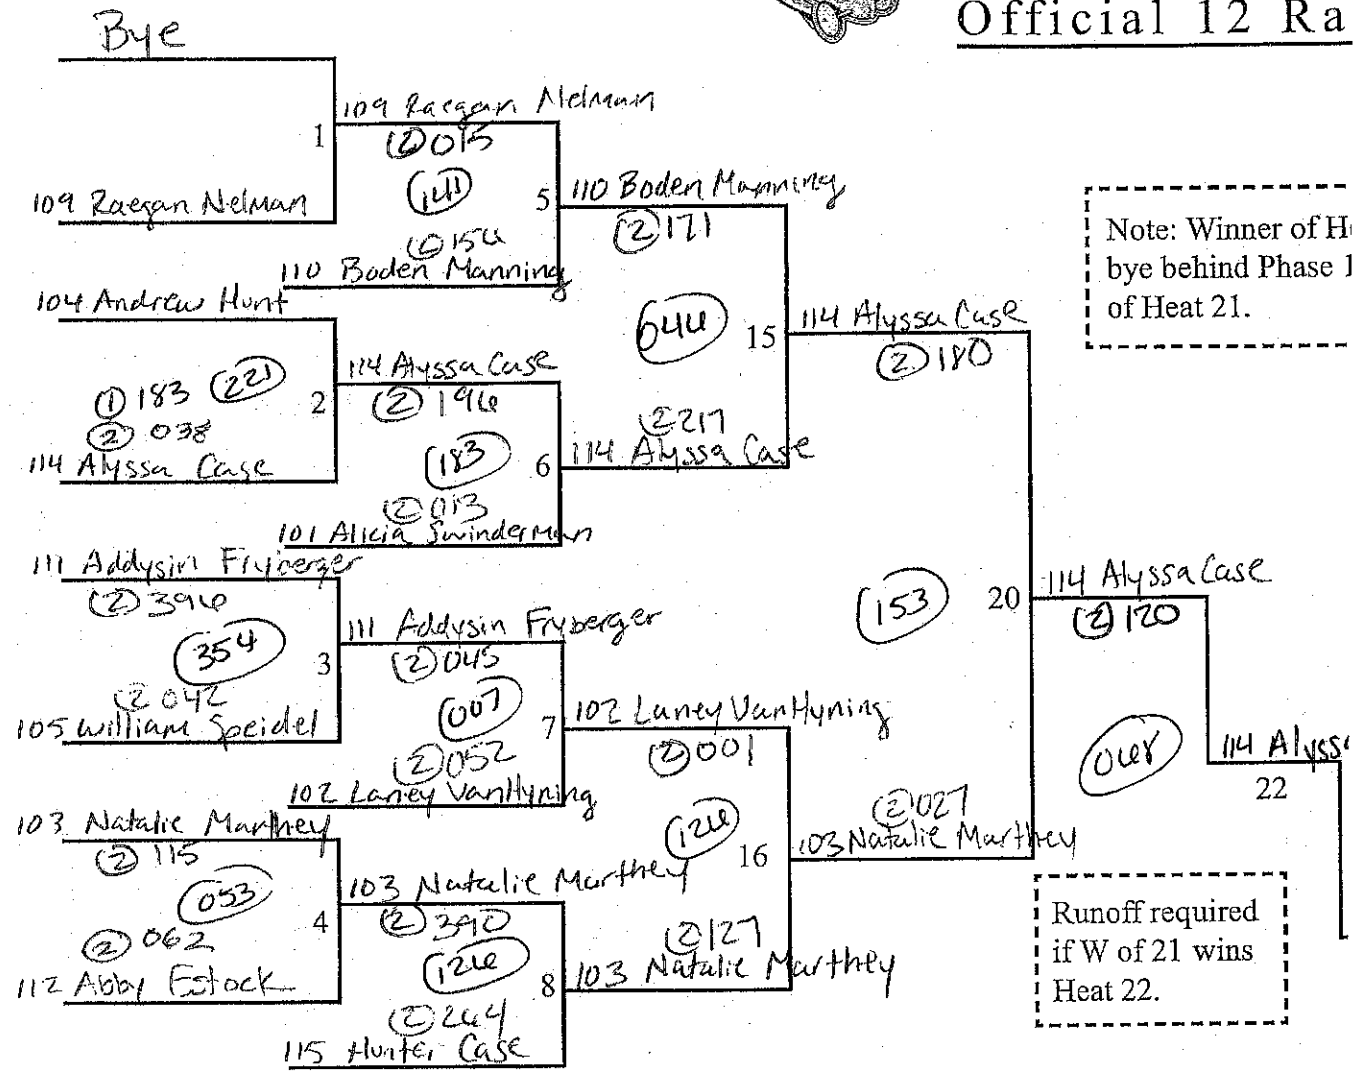 Official 12 Ra
Bye
1
109 Raegan Nelman
109 Raegan Nelman
② 015
141
② 156
110 Boden Manning
5
104 Andrew Hunt
① 183 221
② 038
2
114 Alyssa Case
114 Alyssa Case
② 196
183
② 013
101 Alicia Swinderman
6
111 Addysin Fryberger
② 396
354
② 042
3
105 William Speidel
111 Addysin Fryberger
② 045
007
② 052
102 Laney VanHyning
7
103 Natalie Marthey
② 115
053
② 062
4
112 Abby Estock
103 Natalie Marthey
② 390
126
② 264
115 Hunter Case
8
110 Boden Manning
② 171
046
② 217
114 Alyssa Case
15
102 Laney VanHyning
② 001
126
② 127
103 Natalie Marthey
16
114 Alyssa Case
② 180
153
② 027
103 Natalie Marthey
20
114 Alyssa Case
② 120
068
114 Alyssa
22
Note: Winner of He
bye behind Phase 1
of Heat 21.
Runoff required
if W of 21 wins
Heat 22.